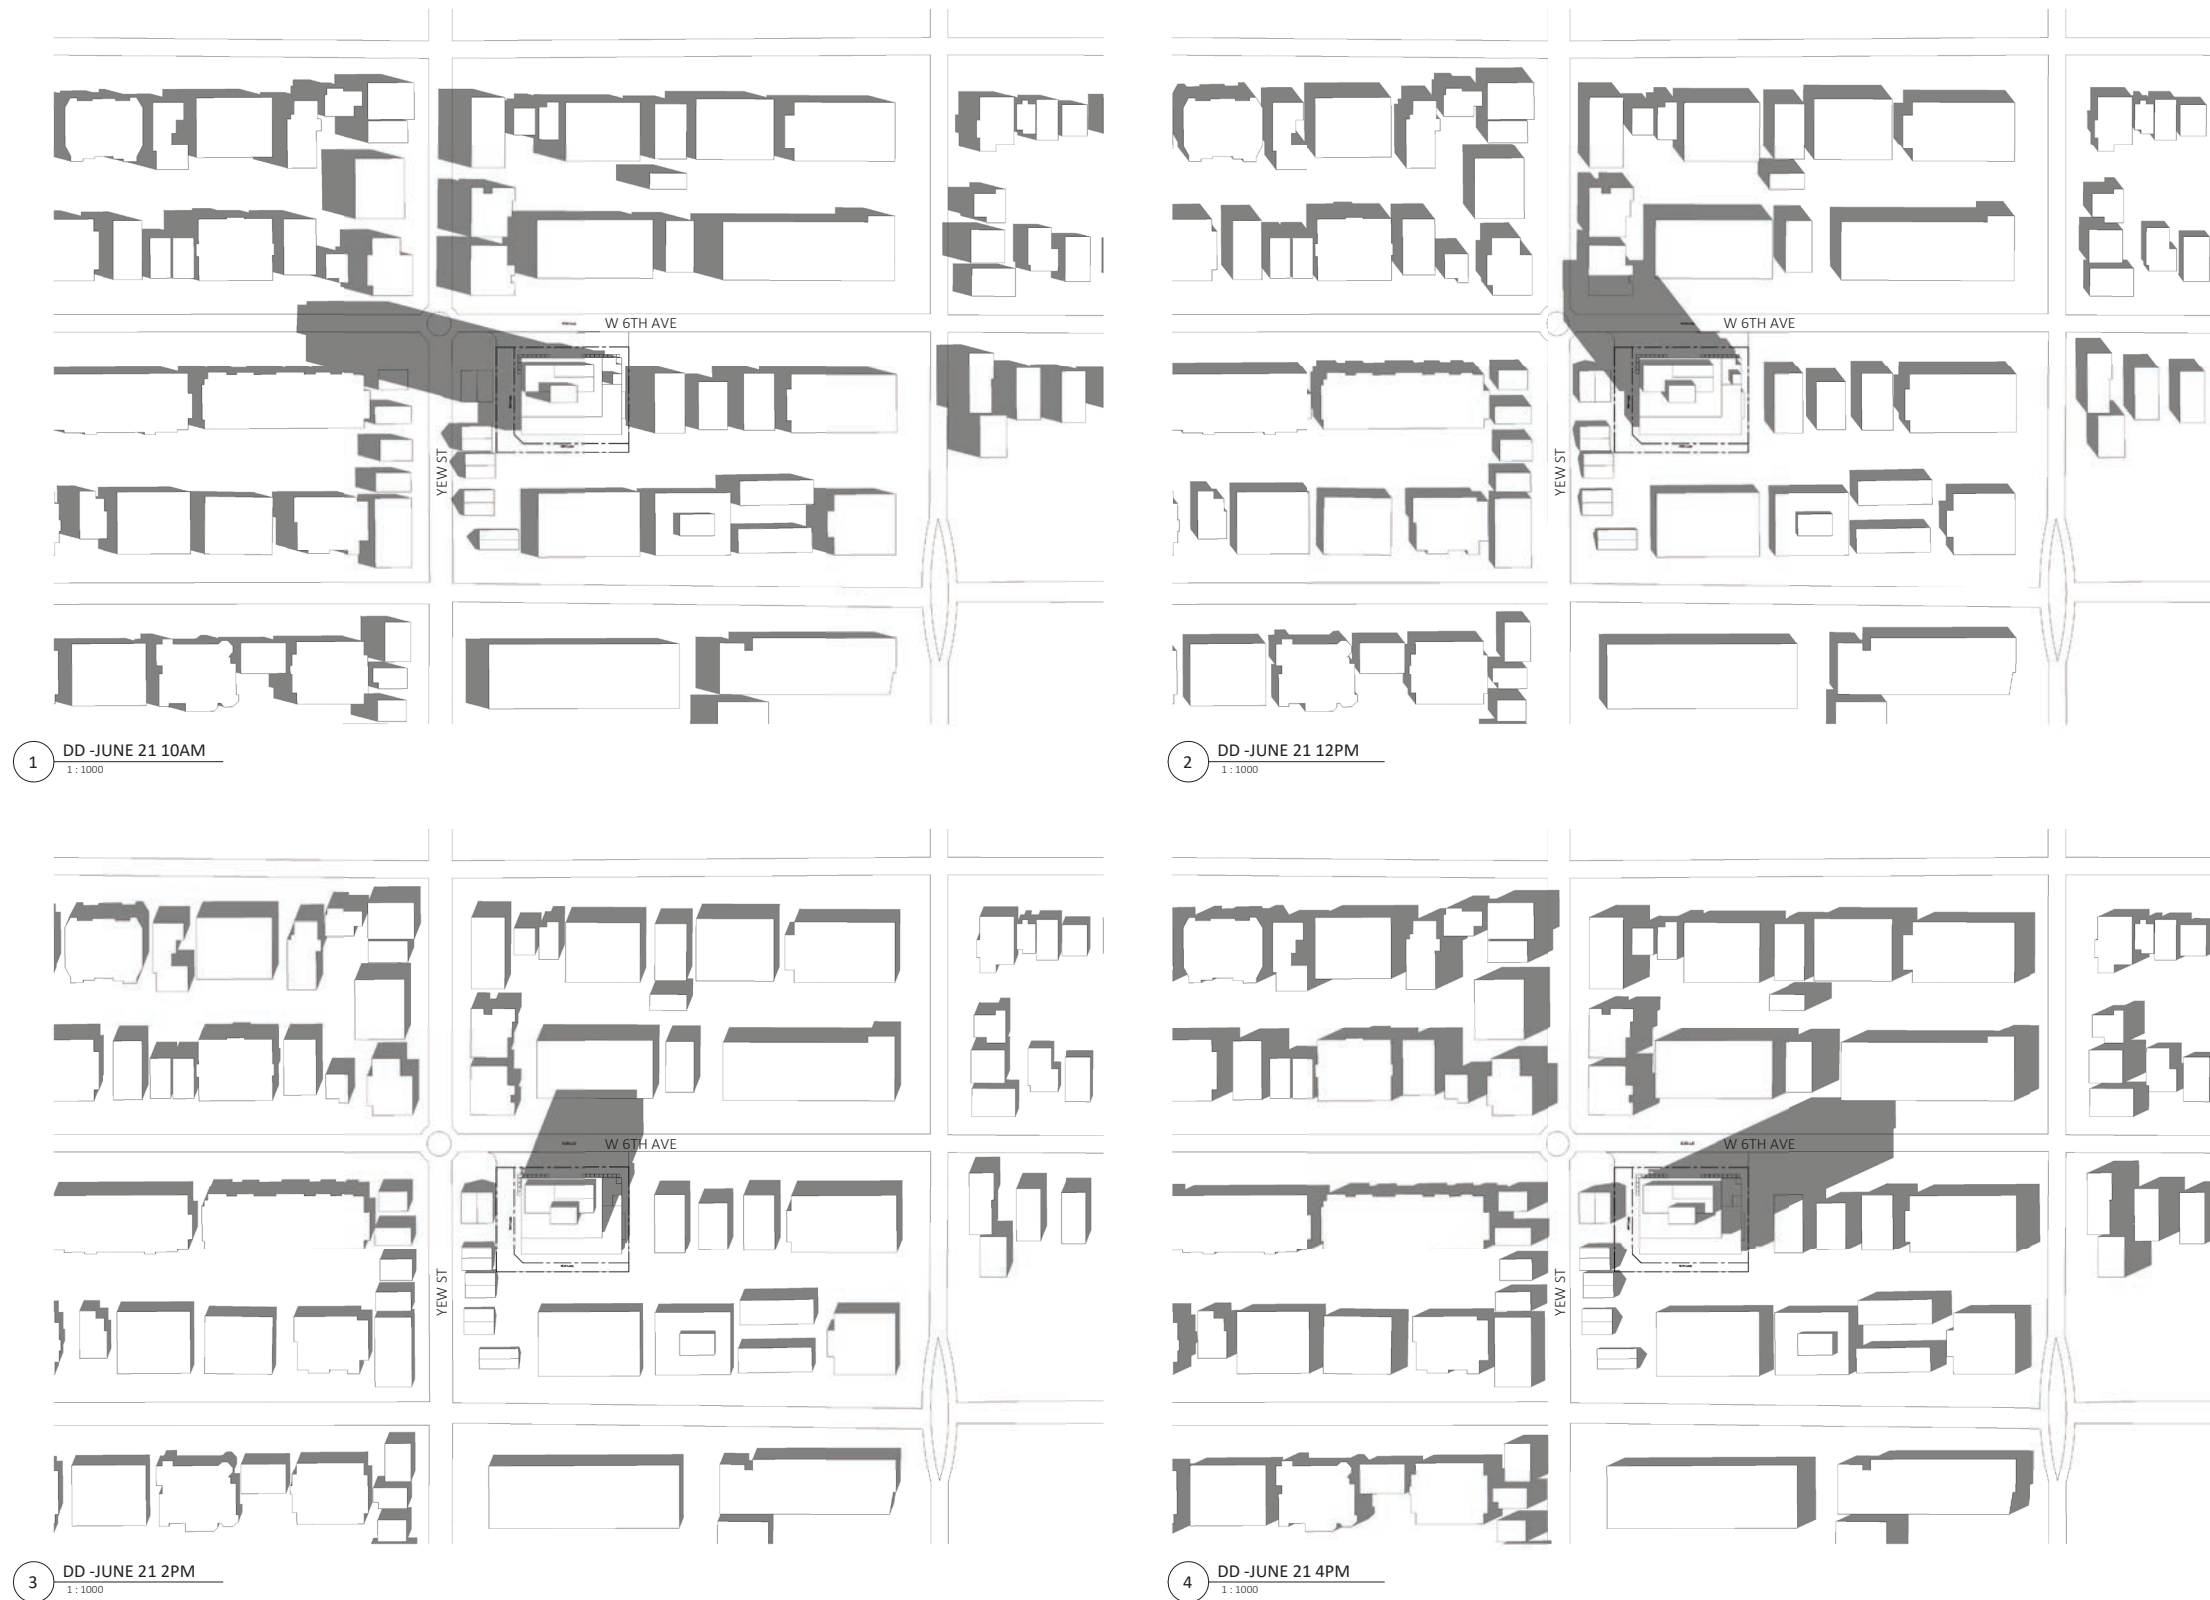 W 6TH AVE
YEW ST
1
DD -JUNE 21 10AM
1 : 1000
W 6TH AVE
YEW ST
2
DD -JUNE 21 12PM
1 : 1000
W 6TH AVE
YEW ST
3
DD -JUNE 21 2PM
1 : 1000
W 6TH AVE
YEW ST
4
DD -JUNE 21 4PM
1 : 1000